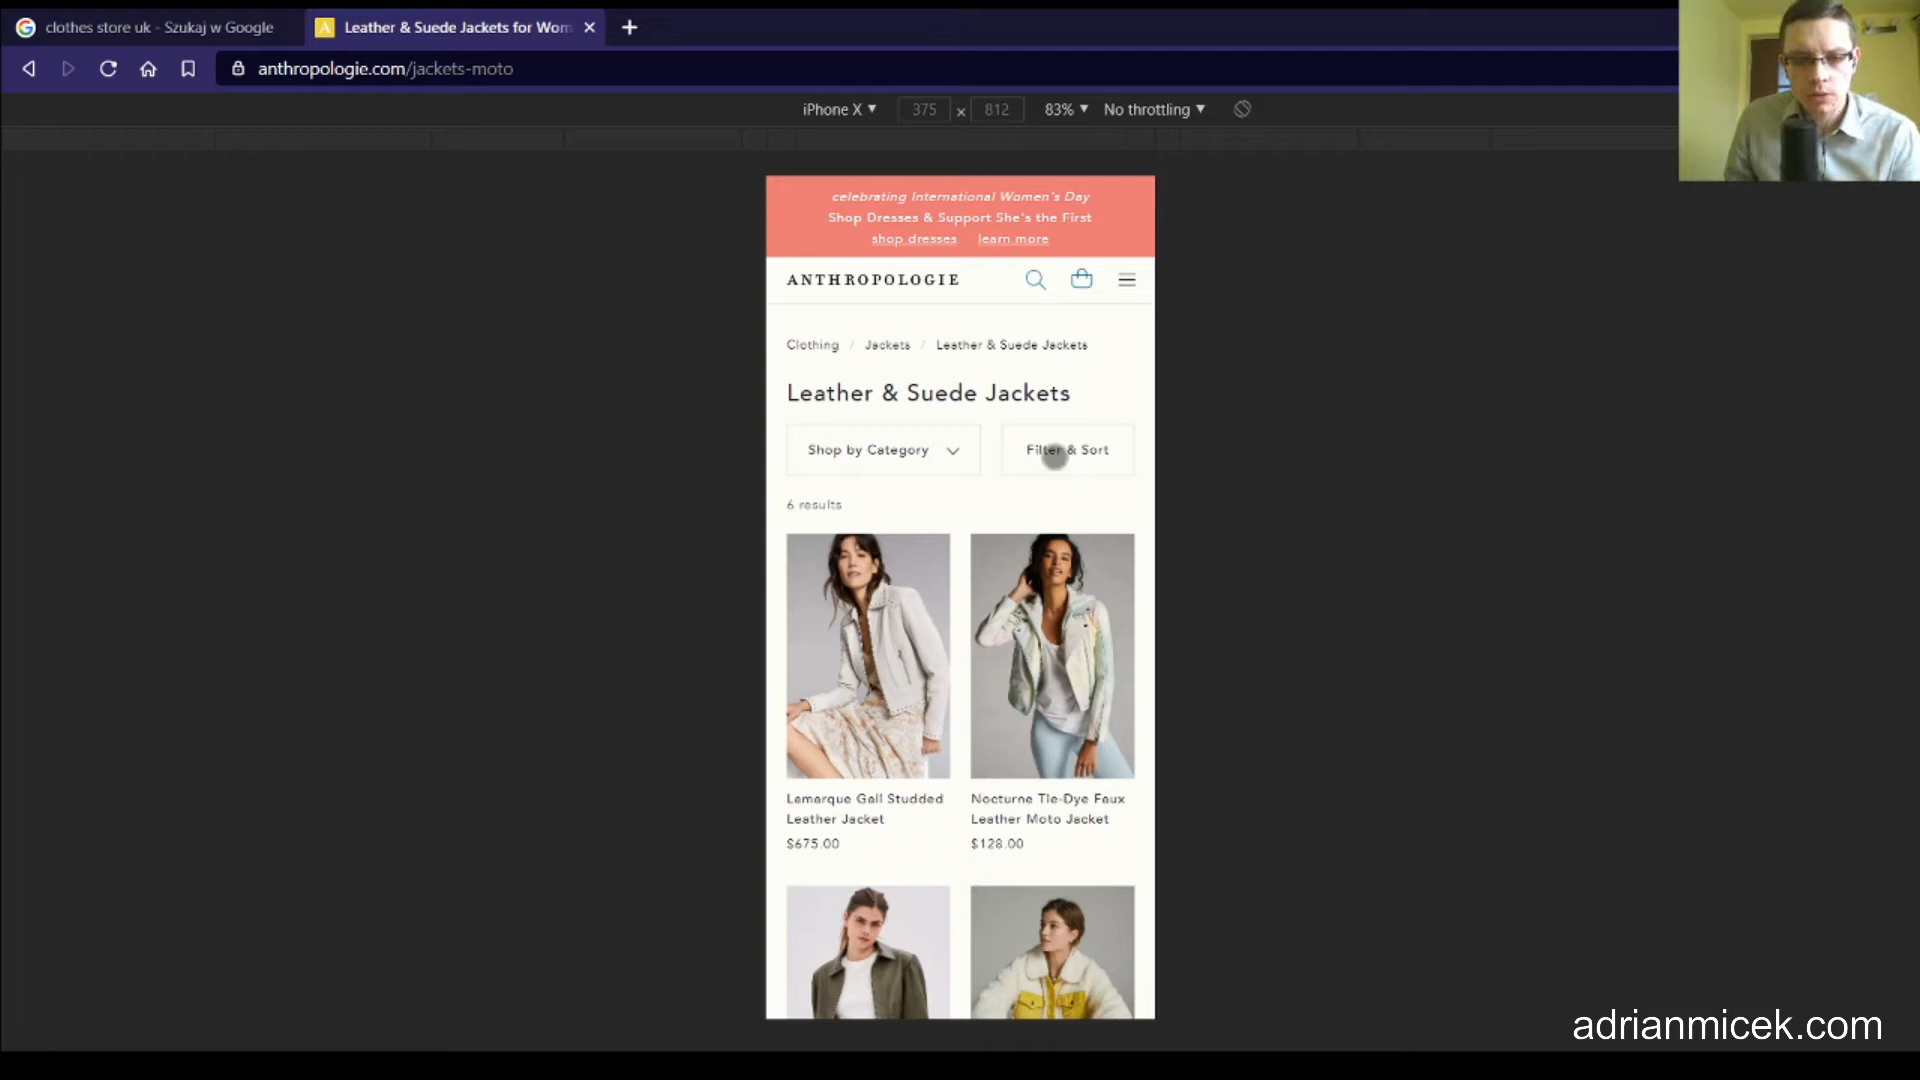 clothes store uk - Szukaj w Google
Leather & Suede Jackets for Wom
anthropologie.com/jackets-moto
iPhone X 375 x 812 83% No throttling
celebrating International Women's Day
Shop Dresses & Support She's the First
shop dresses learn more
ANTHROPOLOGIE
Clothing / Jackets / Leather & Suede Jackets
Leather & Suede Jackets
Shop by Category
Filter & Sort
6 results
Lamarque Gall Studded
Leather Jacket
$675.00
Nocturne Tie-Dye Faux
Leather Moto Jacket
$128.00
adrianmicek.com